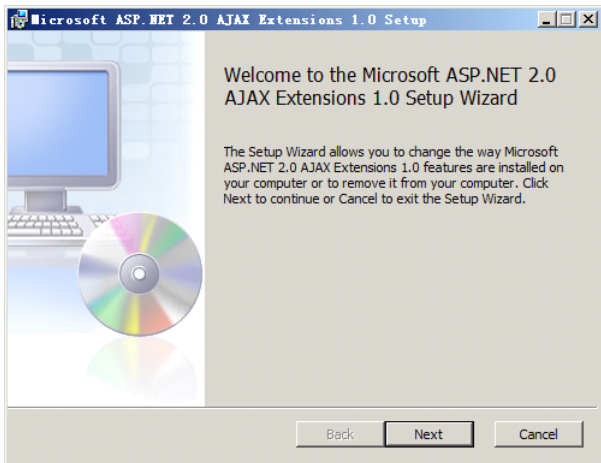 Microsoft ASP.NET 2.0 AJAX Extensions 1.0 Setup
Welcome to the Microsoft ASP.NET 2.0
AJAX Extensions 1.0 Setup Wizard
The Setup Wizard allows you to change the way Microsoft
ASP.NET 2.0 AJAX Extensions 1.0 features are installed on
your computer or to remove it from your computer. Click
Next to continue or Cancel to exit the Setup Wizard.
Back Next Cancel